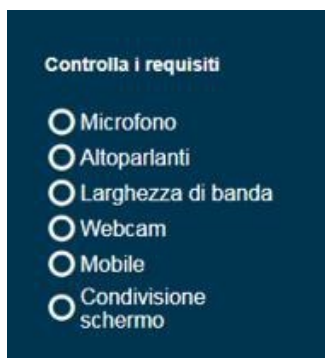 Controlla i requisiti
Microfono
Altoparlanti
Larghezza di banda
Webcam
Mobile
Condivisione
schermo